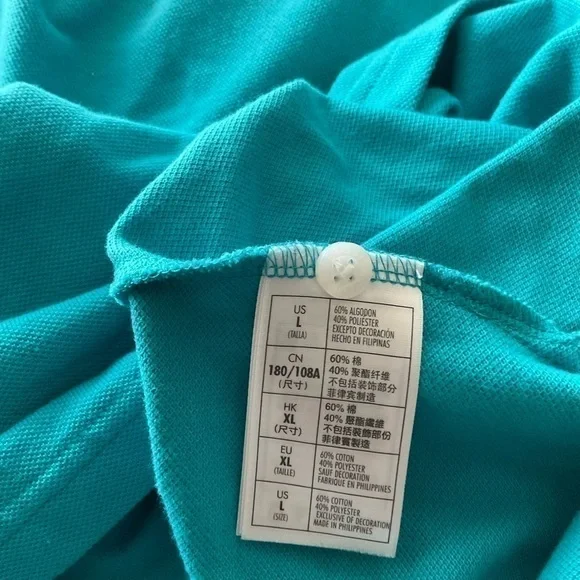 US
L
(TALLA)
60% ALGODON
40% POLIÉSTER
EXCEPTO DECORACIÓN
HECHO EN FILIPINAS
CN
180/108A
(尺寸)
60% 棉
40% 聚酯纤维
不包括装饰部分
菲律宾制造
HK
XL
(尺寸)
60% 棉
40% 聚酯纖維
不包括裝飾部份
菲律賓製造
EU
XL
(TAILLE)
60% COTON
40% POLYESTER
SAUF DECORATION
FABRIQUE EN PHILIPPINES
US
L
(SIZE)
60% COTTON
40% POLYESTER
EXCLUSIVE OF DECORATION
MADE IN PHILIPPINES